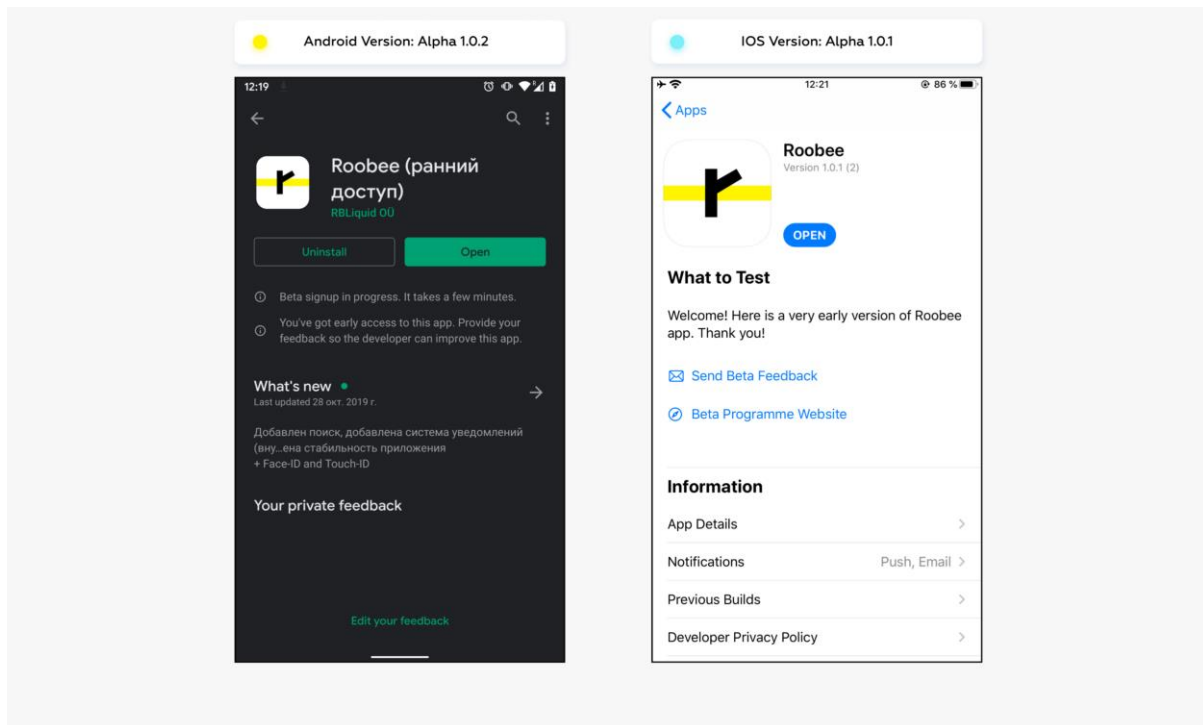 Android Version: Alpha 1.0.2
12:19
Roobee (ранний
доступ)
RBLiquid OÜ
Uninstall
Open
Beta signup in progress. It takes a few minutes.
You've got early access to this app. Provide your
feedback so the developer can improve this app.
What's new
Last updated 28 окт. 2019 г.
Добавлен поиск, добавлена система уведомлений
(вну...ена стабильность приложения
+ Face-ID and Touch-ID
Your private feedback
Edit your feedback
IOS Version: Alpha 1.0.1
12:21
86 %
Apps
Roobee
Version 1.0.1 (2)
OPEN
What to Test
Welcome! Here is a very early version of Roobee
app. Thank you!
Send Beta Feedback
Beta Programme Website
Information
App Details
Notifications
Push, Email
Previous Builds
Developer Privacy Policy